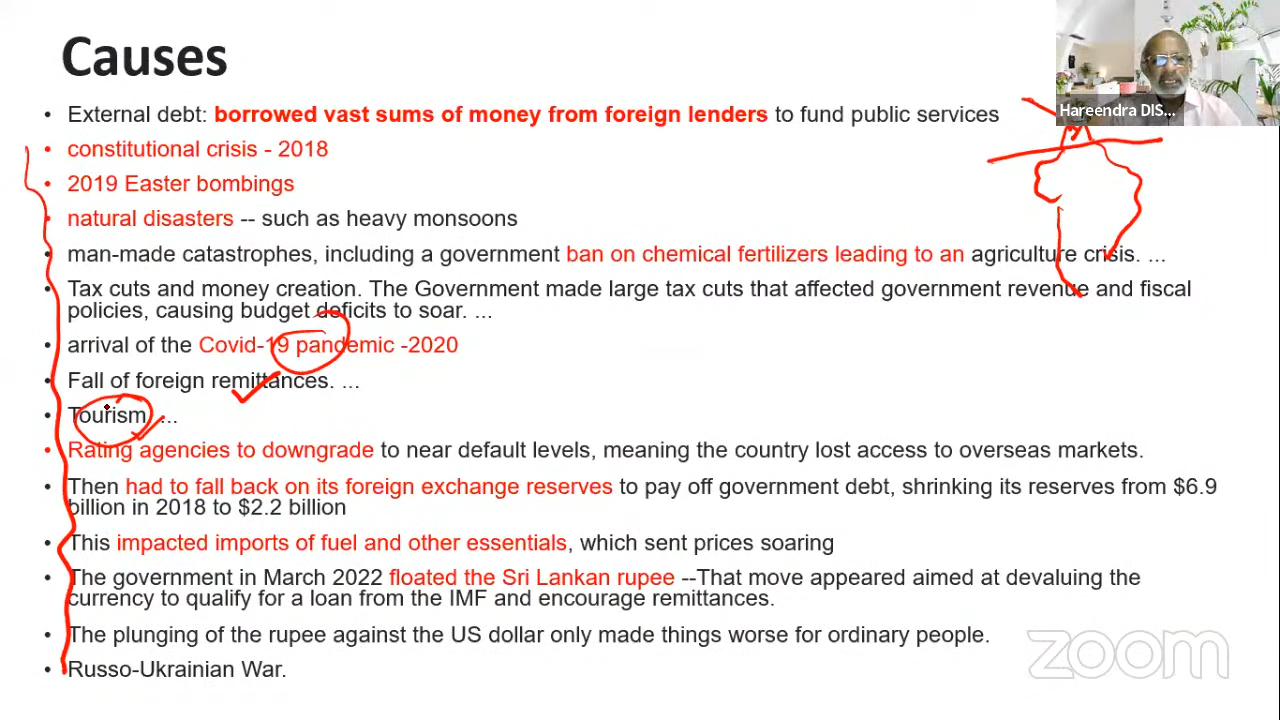 Causes
Hareendra DIS...
• External debt: borrowed vast sums of money from foreign lenders to fund public services
• constitutional crisis - 2018
• 2019 Easter bombings
• natural disasters -- such as heavy monsoons
• man-made catastrophes, including a government ban on chemical fertilizers leading to an agriculture crisis. ...
• Tax cuts and money creation. The Government made large tax cuts that affected government revenue and fiscal
policies, causing budget deficits to soar. ...
• arrival of the Covid-19 pandemic -2020
• Fall of foreign remittances. ...
• Tourism. ...
• Rating agencies to downgrade to near default levels, meaning the country lost access to overseas markets.
• Then had to fall back on its foreign exchange reserves to pay off government debt, shrinking its reserves from $6.9
billion in 2018 to $2.2 billion
• This impacted imports of fuel and other essentials, which sent prices soaring
• The government in March 2022 floated the Sri Lankan rupee --That move appeared aimed at devaluing the
currency to qualify for a loan from the IMF and encourage remittances.
• The plunging of the rupee against the US dollar only made things worse for ordinary people.
• Russo-Ukrainian War.
zoom